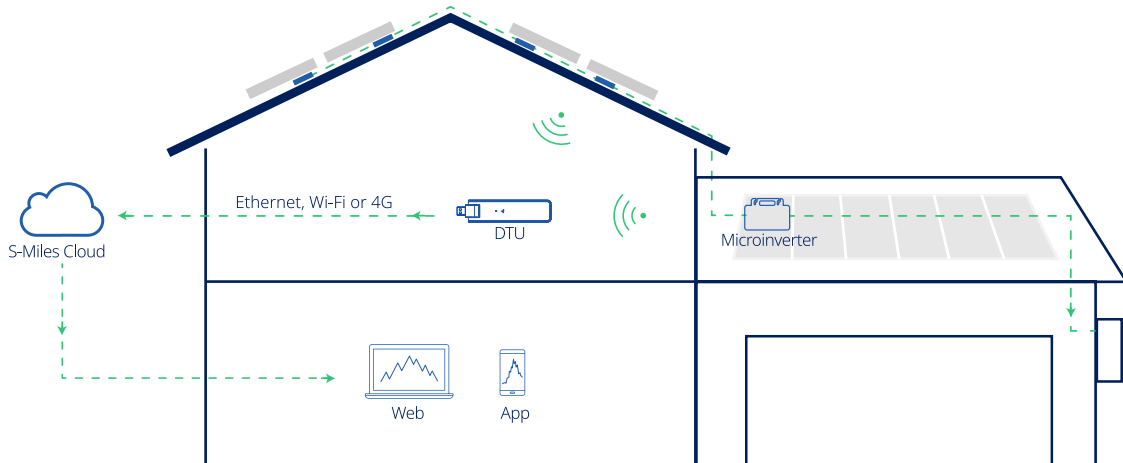 Ethernet, Wi-Fi or 4G
DTU
Microinverter
S-Miles Cloud
Web
App